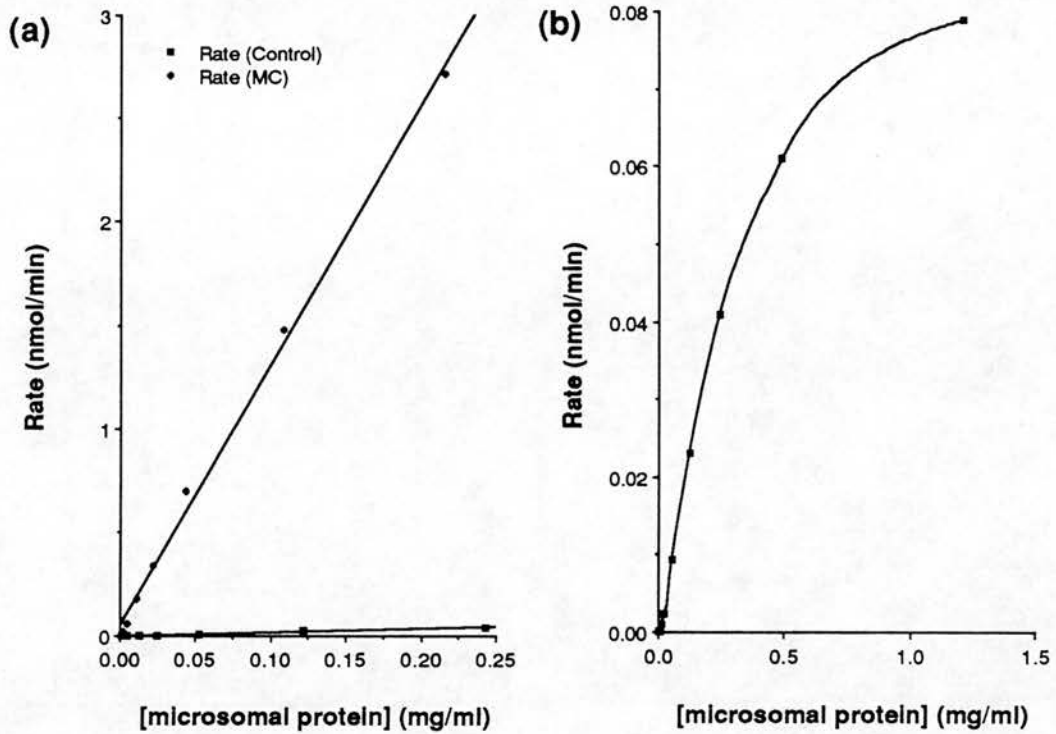 (a)
3
2
1
0
Rate (nmol/min)
Rate (Control)
Rate (MC)
0.00
0.05
0.10
0.15
0.20
0.25
[microsomal protein] (mg/ml)
(b)
0.08
0.06
0.04
0.02
0.00
Rate (nmol/min)
0.0
0.5
1.0
1.5
[microsomal protein] (mg/ml)